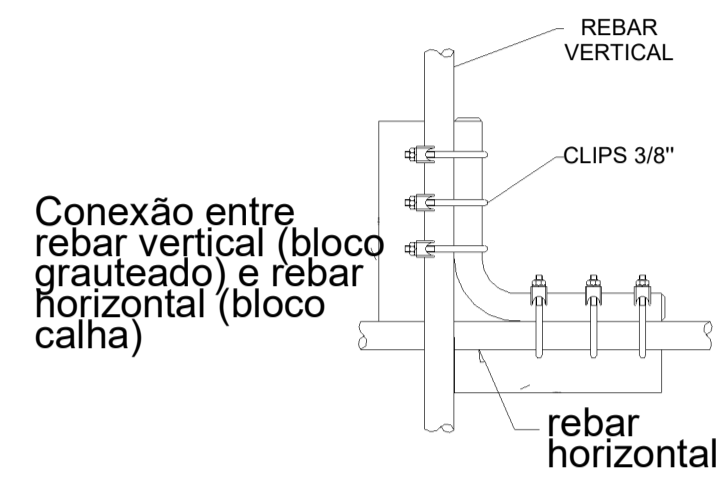 REBAR
VERTICAL
CLIPS 3/8"
Conexão entre
rebar vertical (bloco
grauteado) e rebar
horizontal (bloco
calha)
rebar
horizontal